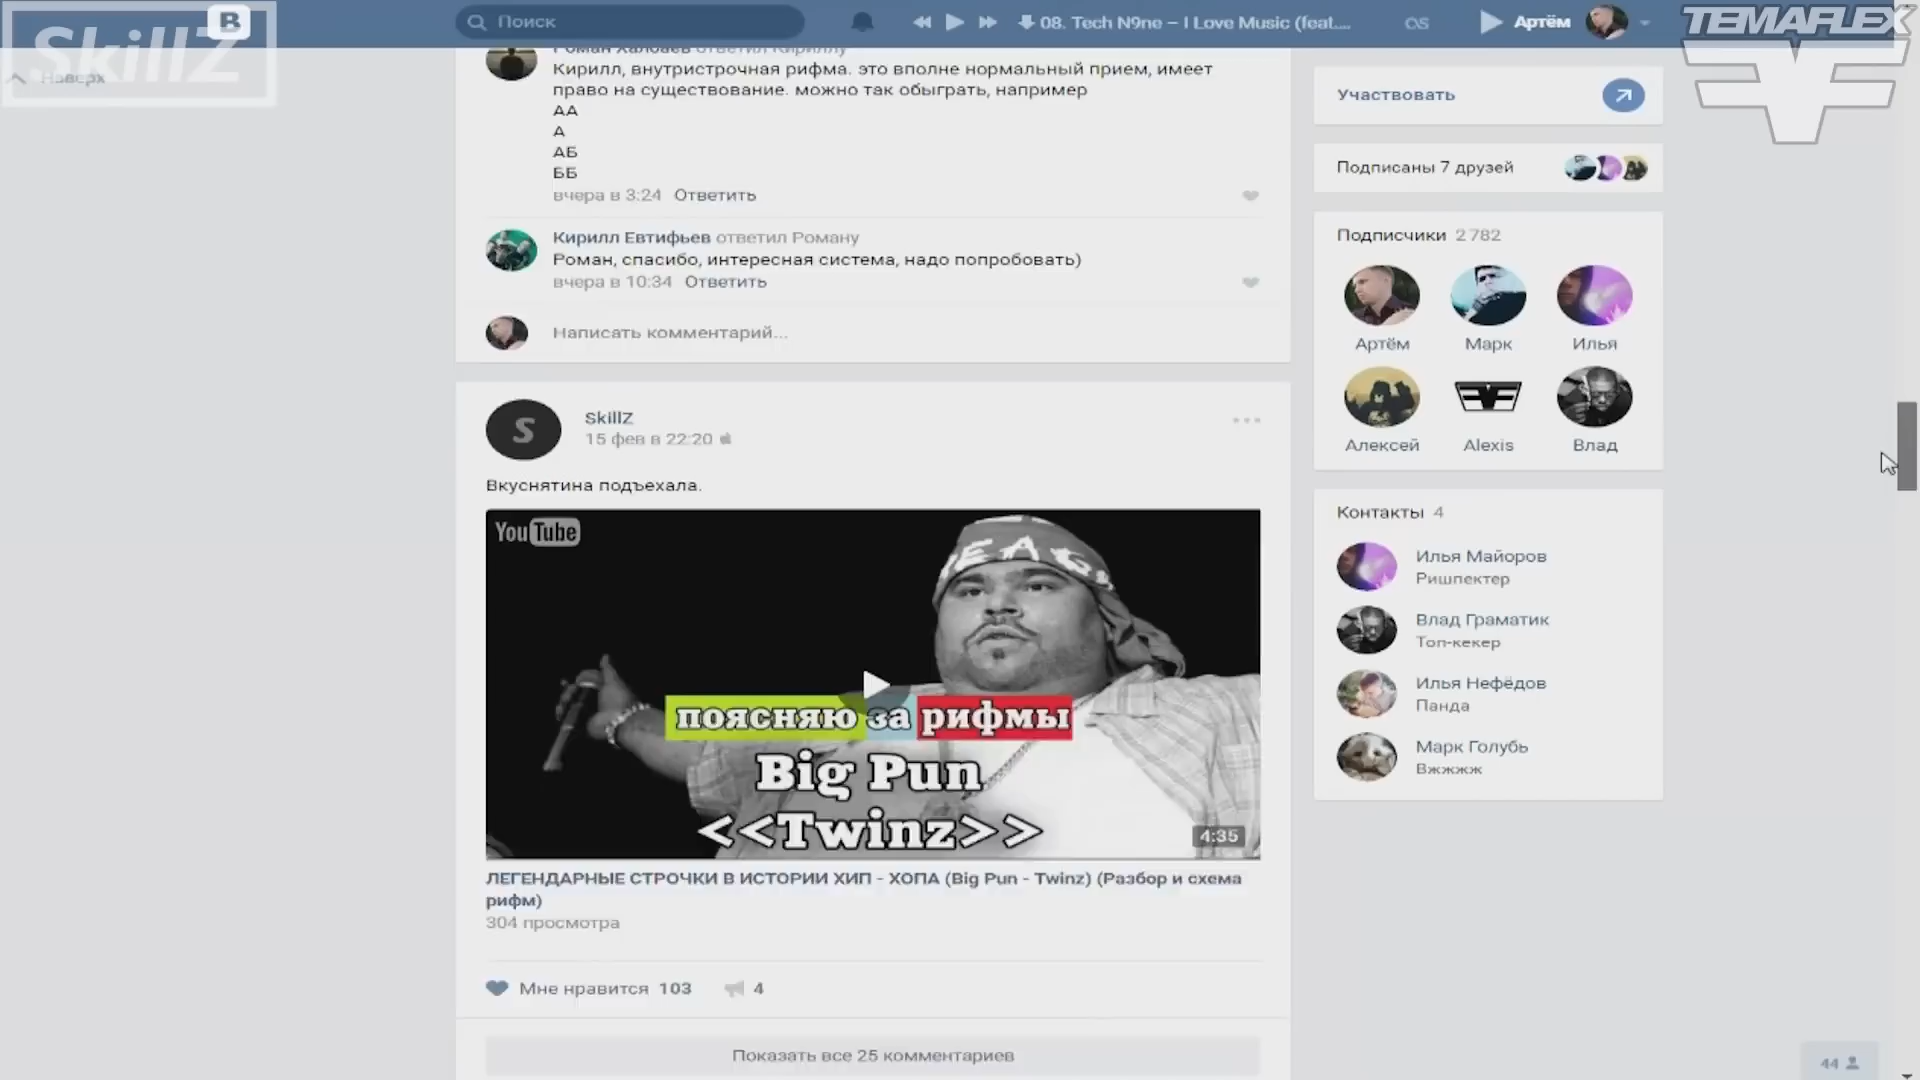 SkillZ
B
Поиск
08. Tech N9ne – I Love Music (feat....
Артём
TEMAFLEX
Наверх
Роман Халбаев ответил Кириллу
Кирилл, внутристрочная рифма. это вполне нормальный прием, имеет
право на существование. можно так обыграть, например
АА
А
АБ
ББ
вчера в 3:24 Ответить
Кирилл Евтифьев ответил Роману
Роман, спасибо, интересная система, надо попробовать)
вчера в 10:34 Ответить
Написать комментарий...
S
SkillZ
15 фев в 22:20
Вкуснятина подъехала.
YouTube
поясняю за рифмы
Big Pun
<<Twinz>>
4:35
ЛЕГЕНДАРНЫЕ СТРОЧКИ В ИСТОРИИ ХИП - ХОПА (Big Pun - Twinz) (Разбор и схема
рифм)
304 просмотра
Мне нравится 103
4
Показать все 25 комментариев
Участвовать
Подписаны 7 друзей
Подписчики 2 782
Артём
Марк
Илья
Алексей
Alexis
Влад
Контакты 4
Илья Майоров
Ришпектер
Влад Граматик
Топ-кекер
Илья Нефёдов
Панда
Марк Голубь
Вжжжж
44